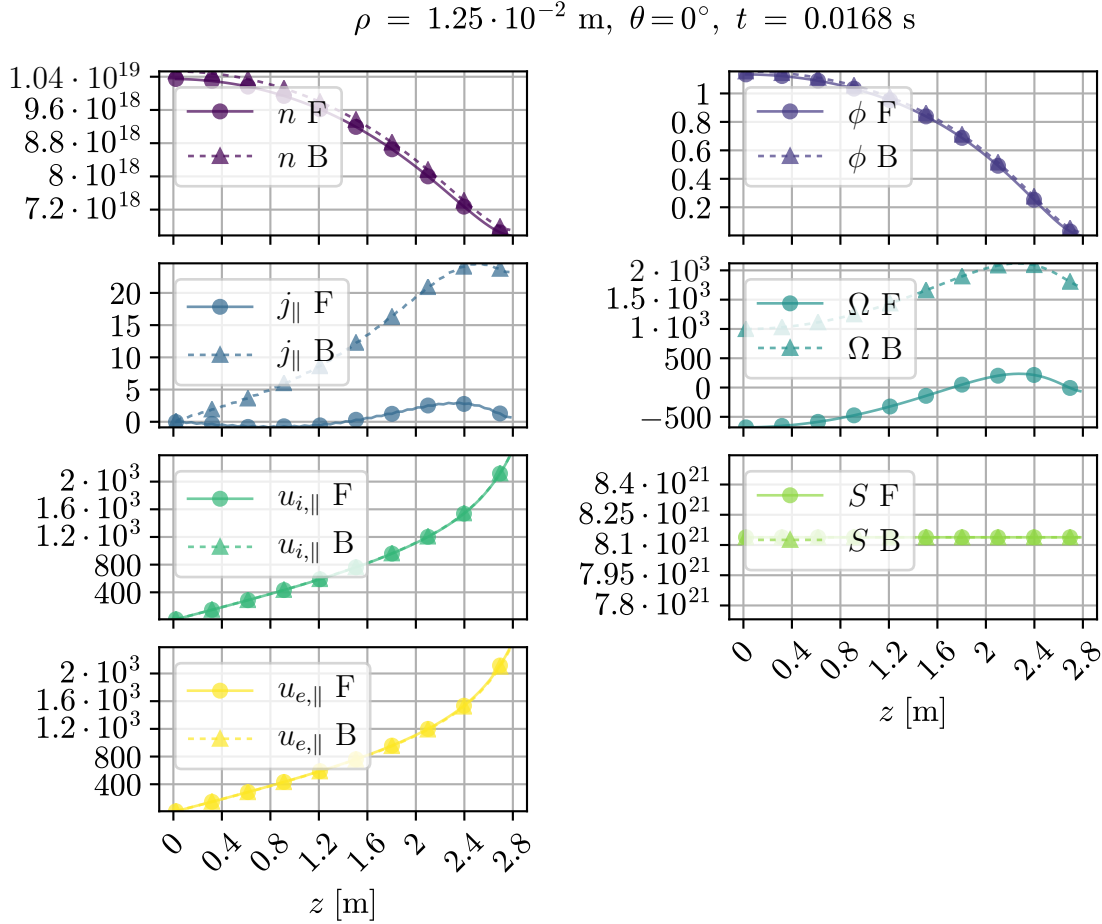 ρ = 1.25·10⁻² m, θ=0°, t = 0.0168 s
1.04·10¹⁹
9.6·10¹⁸
8.8·10¹⁸
8·10¹⁸
7.2·10¹⁸
n F
n B
1
0.8
0.6
0.4
0.2
ϕ F
ϕ B
20
15
10
5
0
j∥ F
j∥ B
2·10³
1.5·10³
1·10³
500
0
−500
Ω F
Ω B
2·10³
1.6·10³
1.2·10³
800
400
u_{i,∥} F
u_{i,∥} B
8.4·10²¹
8.25·10²¹
8.1·10²¹
7.95·10²¹
7.8·10²¹
S F
S B
0 0.4 0.8 1.2 1.6 2 2.4 2.8
z [m]
2·10³
1.6·10³
1.2·10³
800
400
u_{e,∥} F
u_{e,∥} B
0 0.4 0.8 1.2 1.6 2 2.4 2.8
z [m]